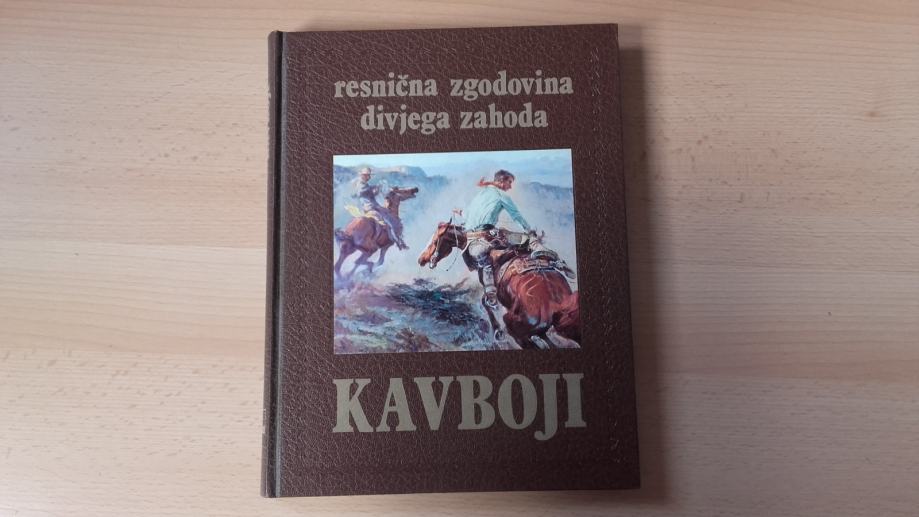 resnična zgodovina
divjega zahoda
KAVBOJI